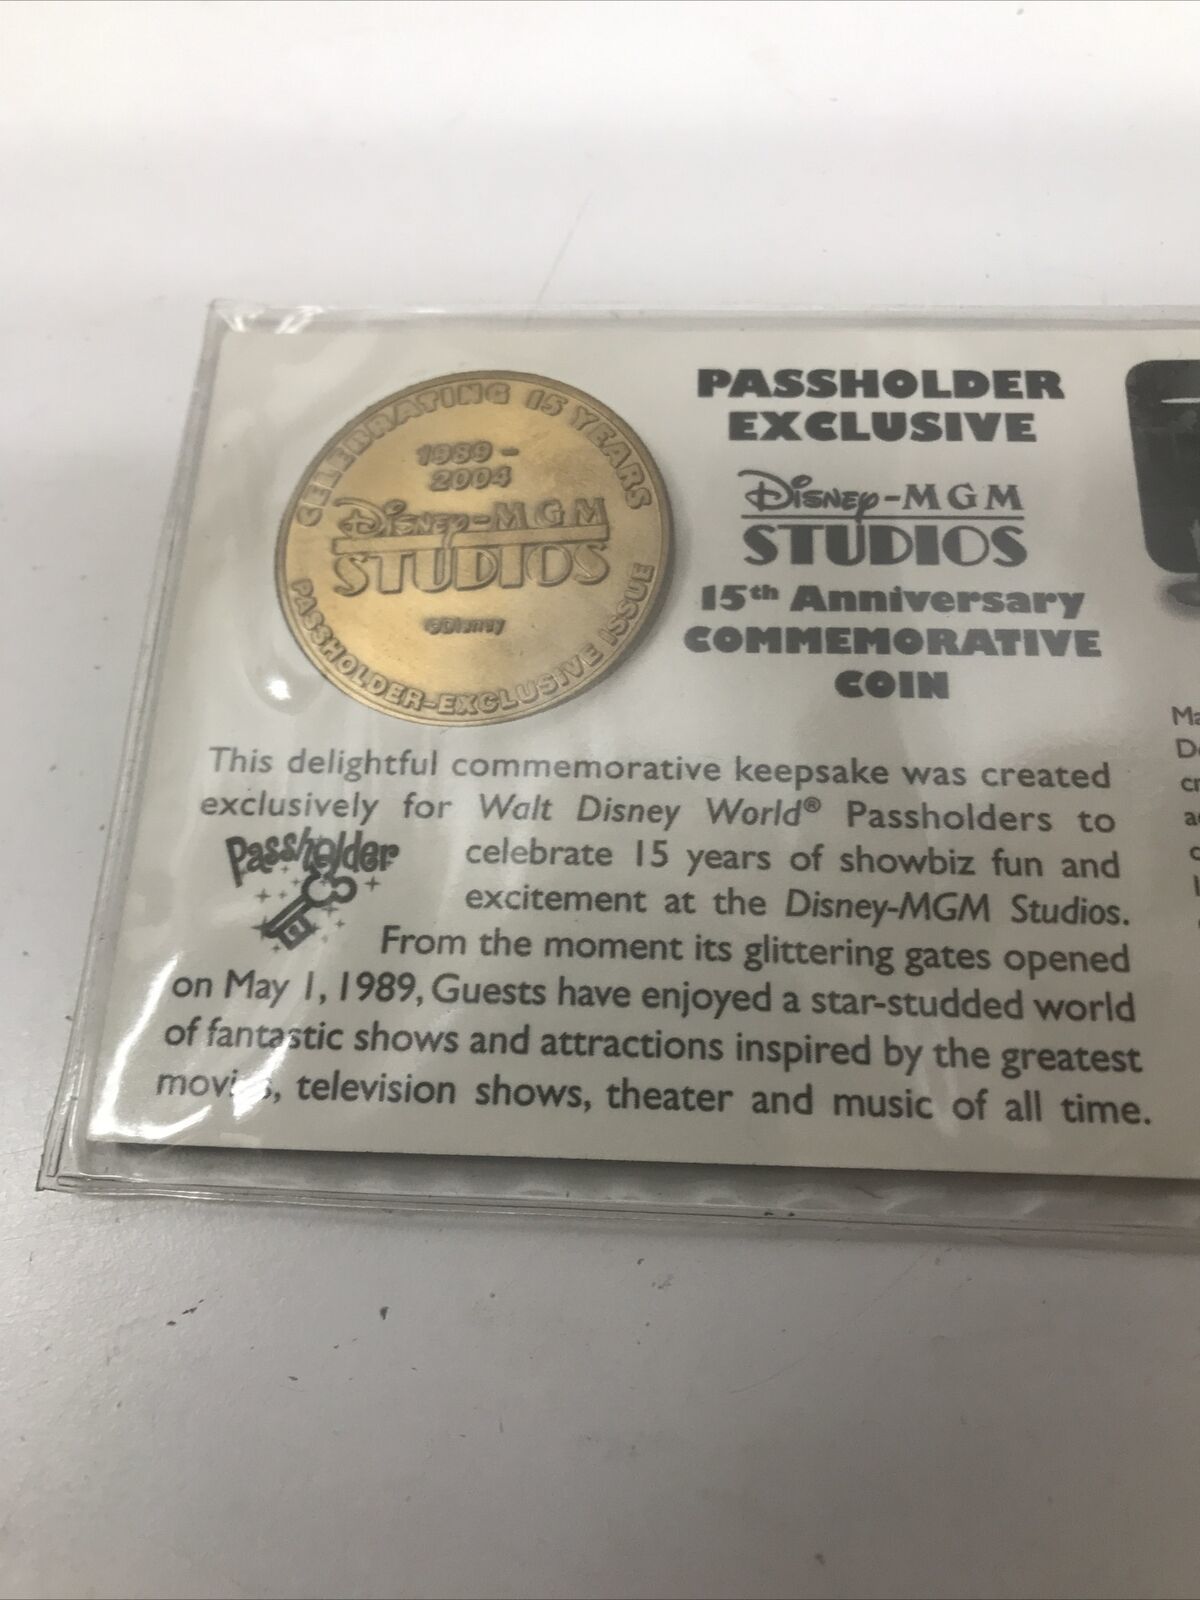 CELEBRATING 15 YEARS
1989 -
2004
Disney-MGM
STUDIOS
©Disney
PASSHOLDER-EXCLUSIVE ISSUE
PASSHOLDER
EXCLUSIVE
Disney-MGM
STUDIOS
15th Anniversary
COMMEMORATIVE
COIN
This delightful commemorative keepsake was created
exclusively for Walt Disney World® Passholders to
Passholder
celebrate 15 years of showbiz fun and
excitement at the Disney-MGM Studios.
From the moment its glittering gates opened
on May 1, 1989, Guests have enjoyed a star-studded world
of fantastic shows and attractions inspired by the greatest
television shows, theater and music of all time.